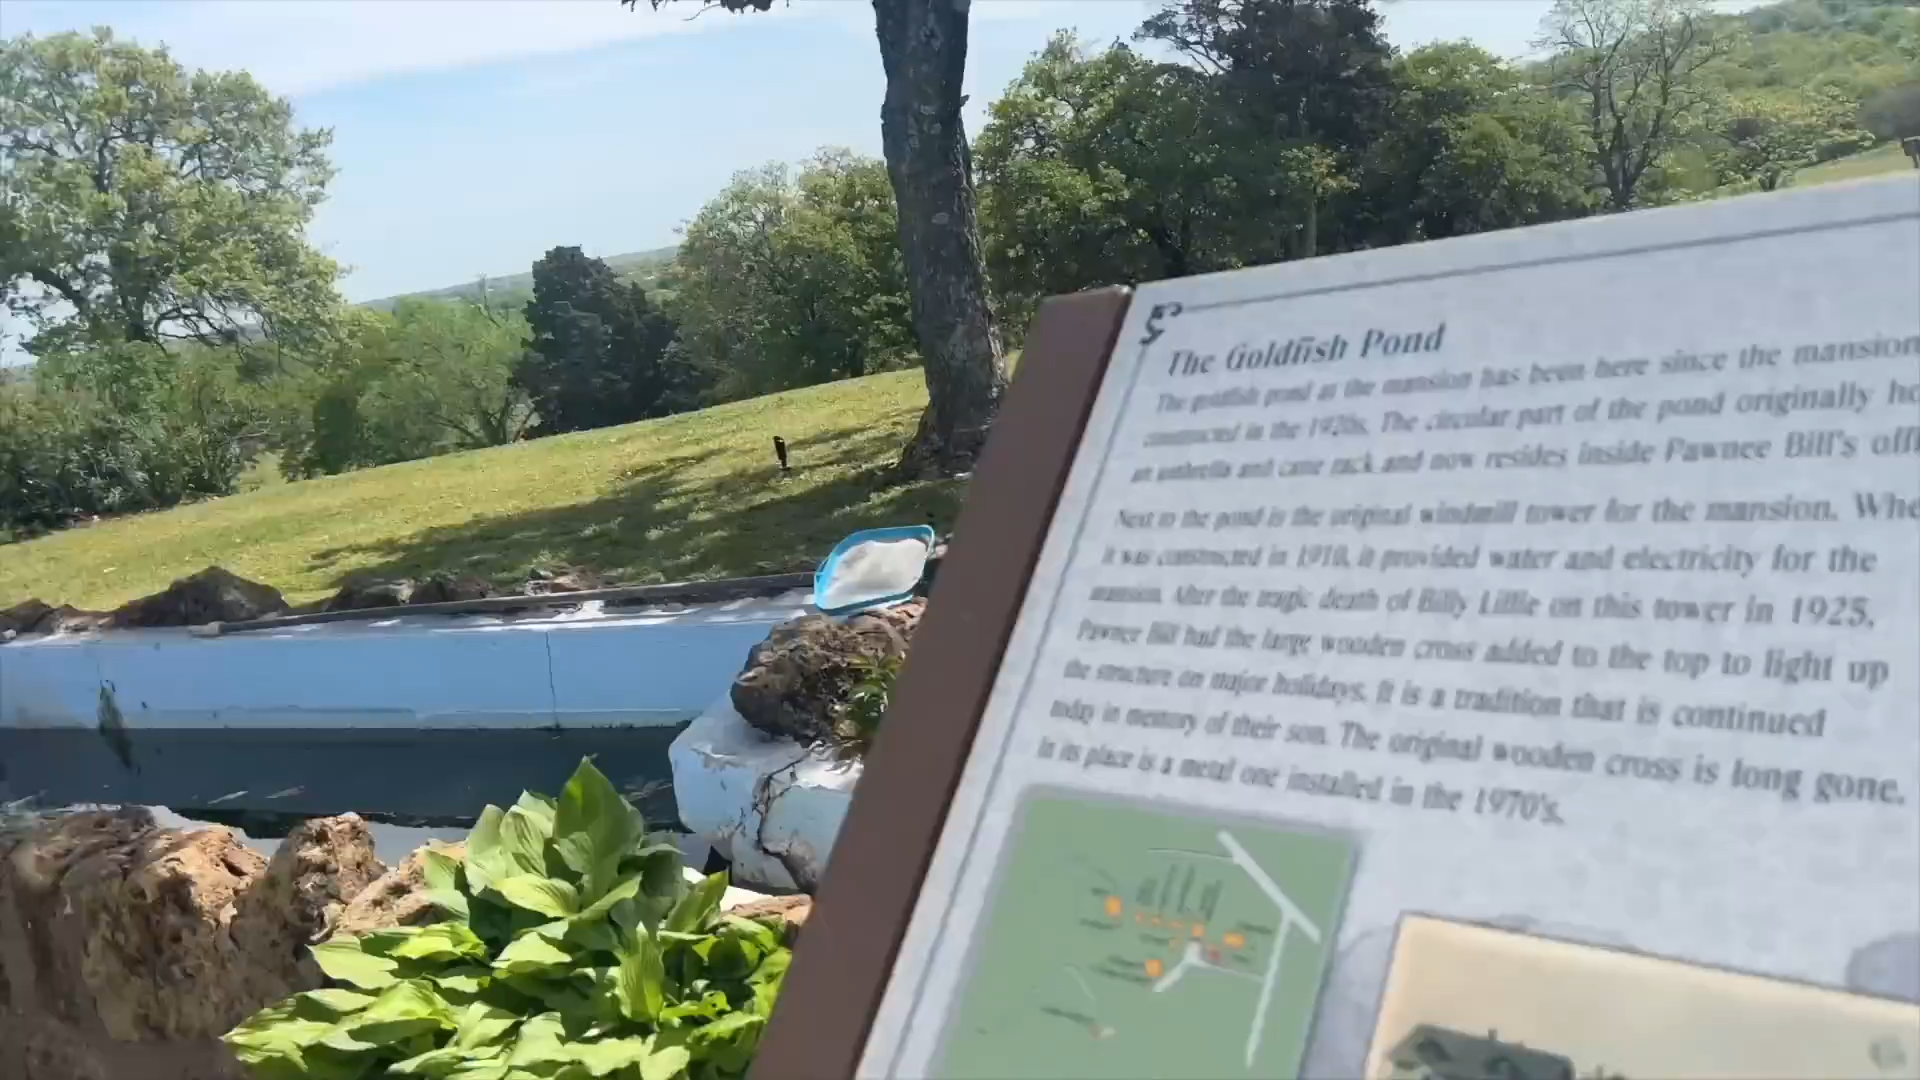 The Goldfish Pond
The goldfish pond at the mansion has been here since the mansion
constructed in the 1920s. The circular part of the pond originally
an umbrella and cane rack and now resides inside Pawnee Bill's
Next to the pond is the original windmill tower for the mansion.
it was constructed in 1910, it provided water and electricity for the
mansion. After the tragic death of Billy Lillie on this tower in 1925,
Pawnee Bill had the large wooden cross added to the top to light up
the structure on major holidays. It is a tradition that is continued
today in memory of their son. The original wooden cross is long gone.
In its place is a metal one installed in the 1970's.